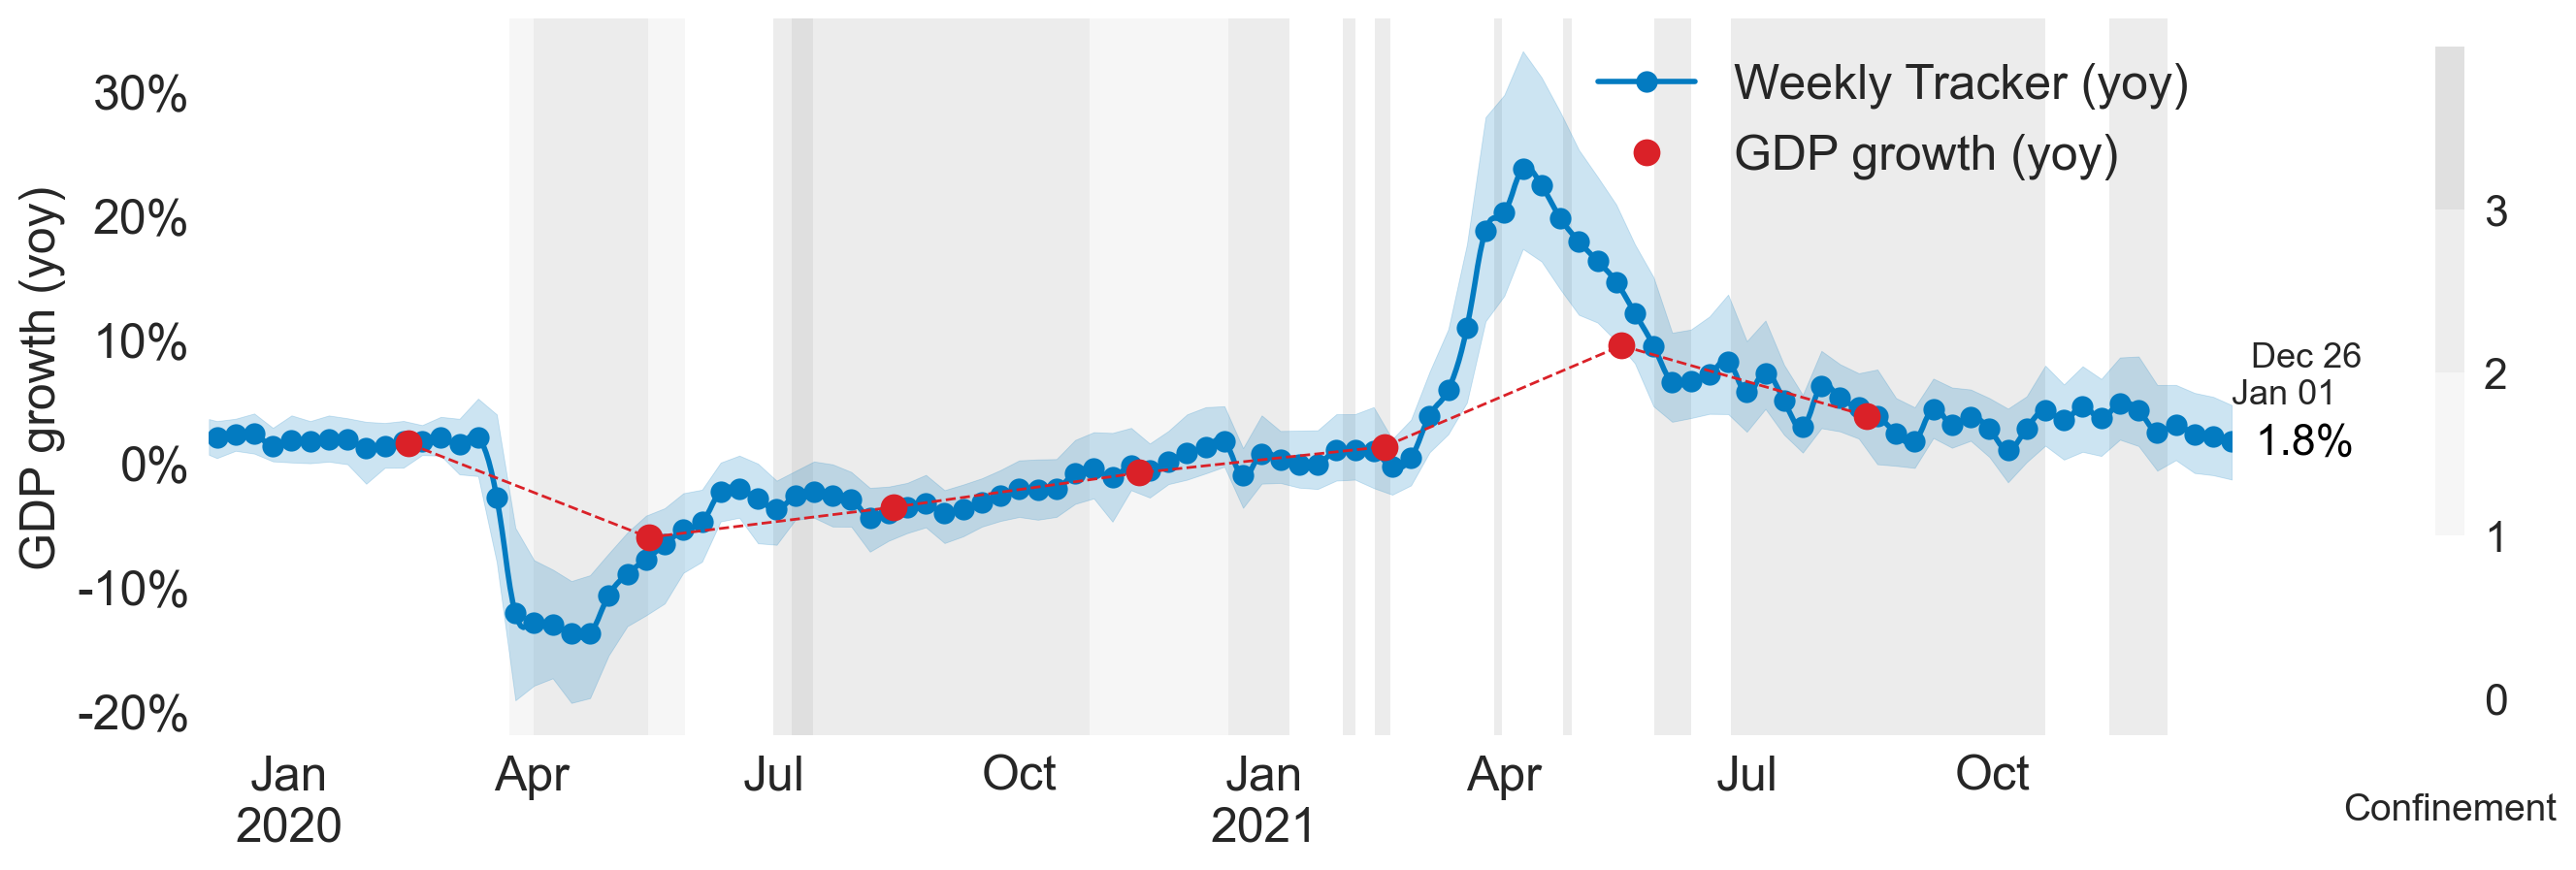 GDP growth (yoy)
30%
20%
10%
0%
-10%
-20%
Weekly Tracker (yoy)
GDP growth (yoy)
Dec 26
Jan 01
1.8%
3
2
1
0
Confinement
Jan Apr Jul Oct Jan Apr Jul Oct
2020 2021